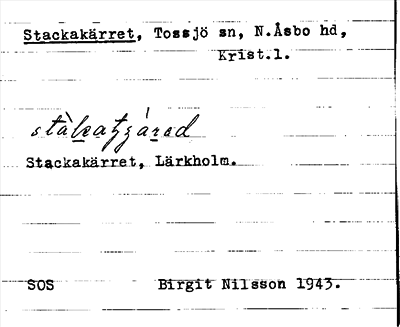 Stackakärret, Tossjö sn, N.Åsbo hd,
Krist.l.
Stackakärret, Lärkholm.
SOS Birgit Nilsson 1943.